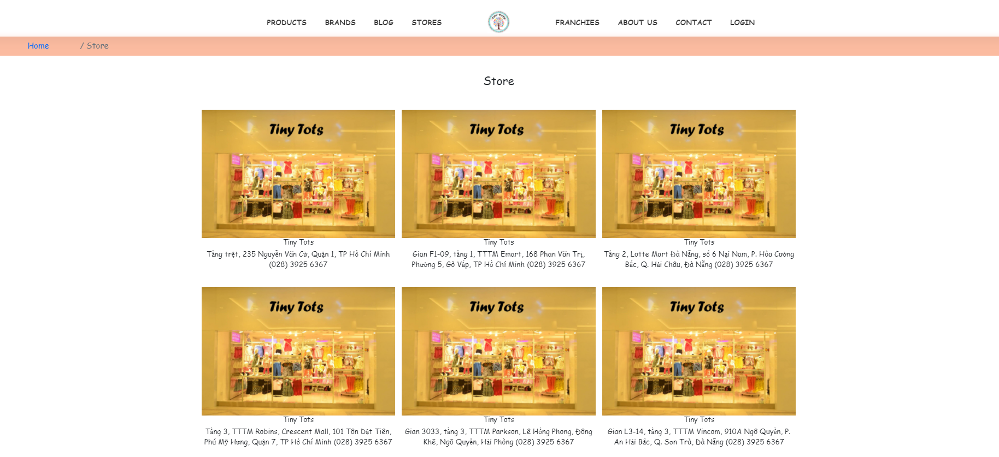 PRODUCTS BRANDS BLOG STORES TINY TOTS FRANCHIES ABOUT US CONTACT LOGIN
Home / Store
Store
Tiny Tots Tiny Tots Tiny Tots
Tiny Tots
Tầng trệt, 235 Nguyễn Văn Cừ, Quận 1, TP Hồ Chí Minh
(028) 3925 6367
Tiny Tots
Gian F1-09, tầng 1, TTTM Emart, 168 Phan Văn Trị,
Phường 5, Gò Vấp, TP Hồ Chí Minh (028) 3925 6367
Tiny Tots
Tầng 2, Lotte Mart Đà Nẵng, số 6 Nại Nam, P. Hòa Cường
Bắc, Q. Hải Châu, Đà Nẵng (028) 3925 6367
Tiny Tots Tiny Tots Tiny Tots
Tiny Tots
Tầng 3, TTTM Robins, Crescent Mall, 101 Tôn Dật Tiên,
Phú Mỹ Hưng, Quận 7, TP Hồ Chí Minh (028) 3925 6367
Tiny Tots
Gian 3033, tầng 3, TTTM Parkson, Lê Hồng Phong, Đông
Khê, Ngô Quyền, Hải Phòng (028) 3925 6367
Tiny Tots
Gian L3-14, tầng 3, TTTM Vincom, 910A Ngô Quyền, P.
An Hải Bắc, Q. Sơn Trà, Đà Nẵng (028) 3925 6367